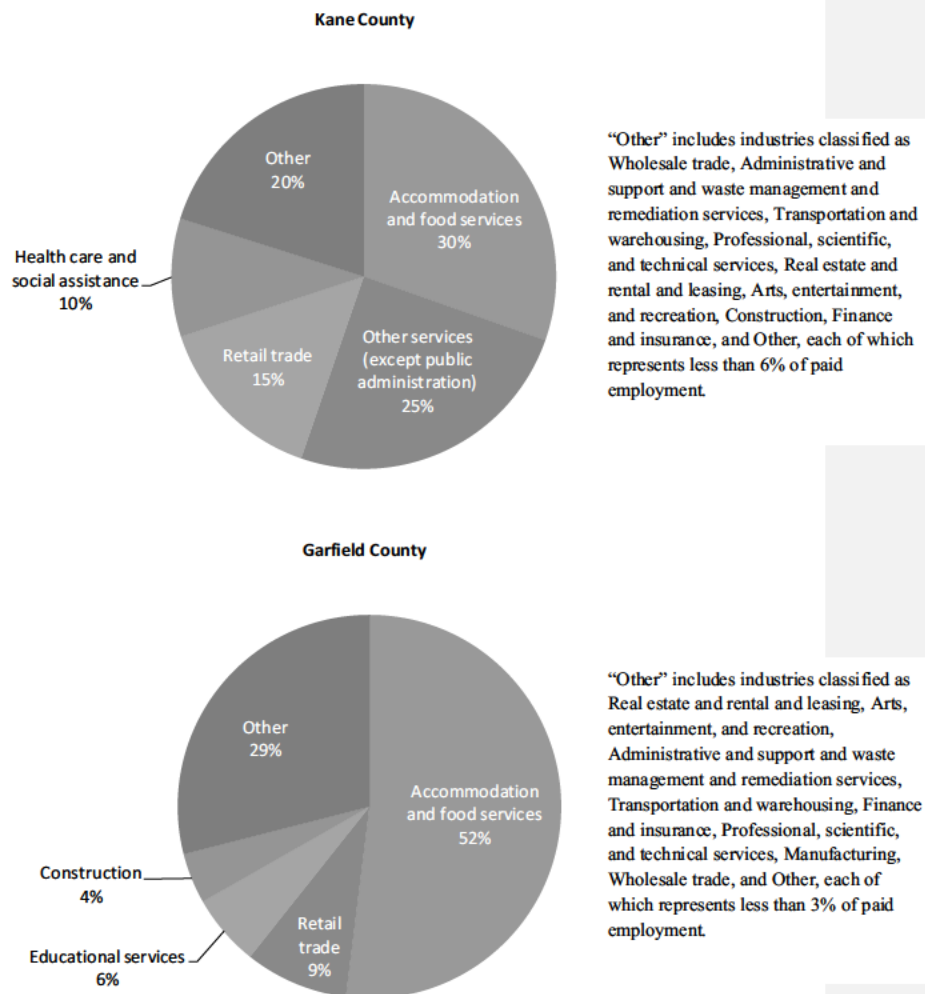 Kane County
Other
20%
Accommodation
and food services
30%
Health care and
social assistance
10%
Retail trade
15%
Other services
(except public
administration)
25%
“Other” includes industries classified as
Wholesale trade, Administrative and
support and waste management and
remediation services, Transportation and
warehousing, Professional, scientific,
and technical services, Real estate and
rental and leasing, Arts, entertainment,
and recreation, Construction, Finance
and insurance, and Other, each of which
represents less than 6% of paid
employment.
Garfield County
Other
29%
Accommodation
and food services
52%
Construction
4%
Educational services
6%
Retail
trade
9%
“Other” includes industries classified as
Real estate and rental and leasing, Arts,
entertainment, and recreation,
Administrative and support and waste
management and remediation services,
Transportation and warehousing, Finance
and insurance, Professional, scientific,
and technical services, Manufacturing,
Wholesale trade, and Other, each of
which represents less than 3% of paid
employment.